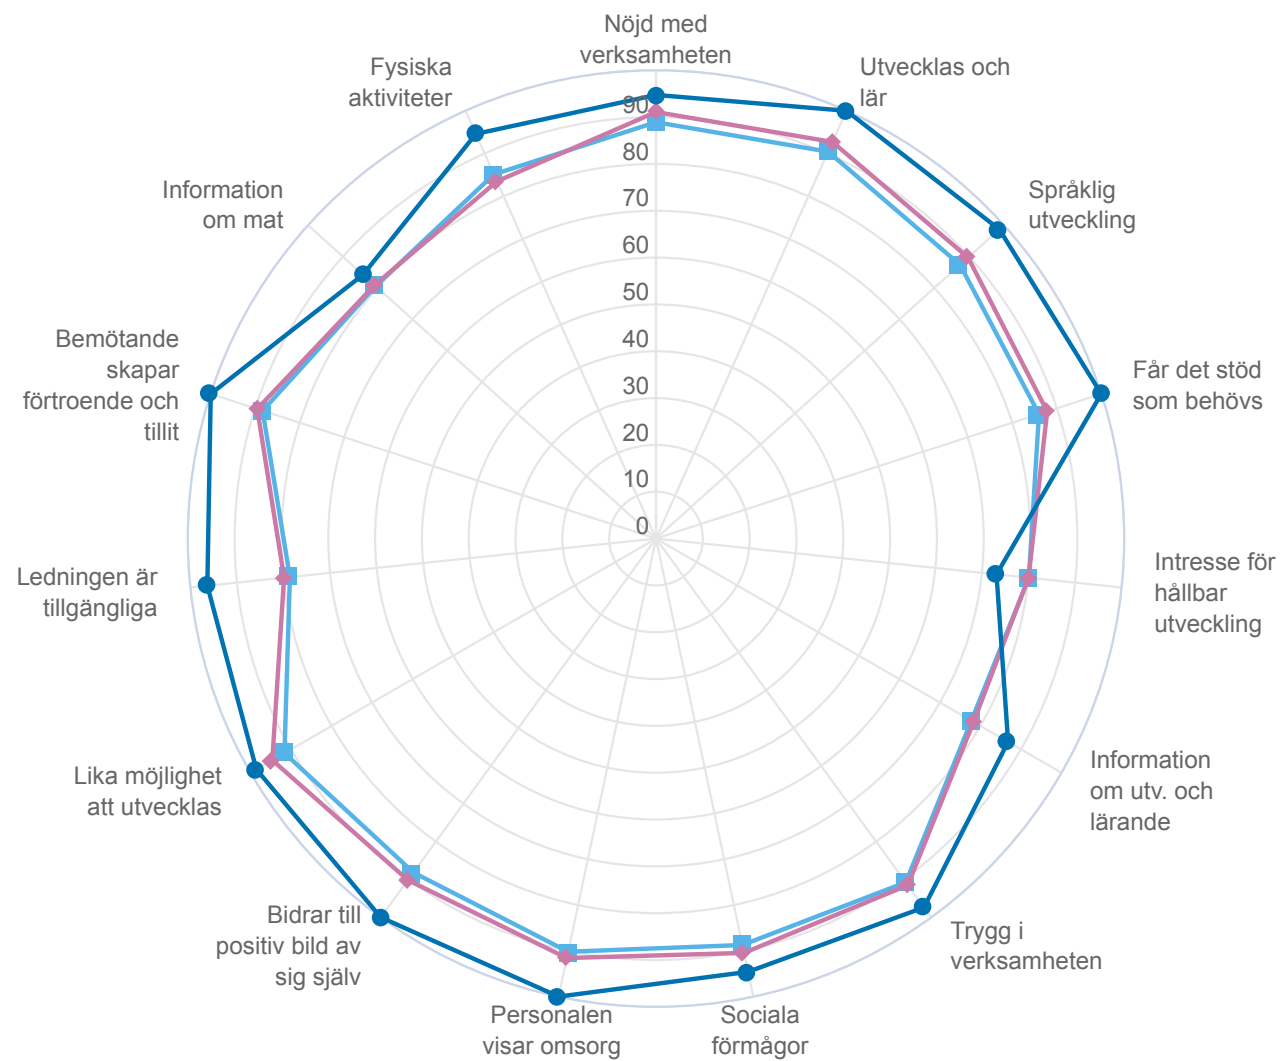 Nöjd med
verksamheten
Utvecklas och
lär
Språklig
utveckling
Får det stöd
som behövs
Intresse för
hållbar
utveckling
Information
om utv. och
lärande
Trygg i
verksamheten
Sociala
förmågor
Personalen
visar omsorg
Bidrar till
positiv bild av
sig själv
Lika möjlighet
att utvecklas
Ledningen är
tillgängliga
Bemötande
skapar
förtroende och
tillit
Information
om mat
Fysiska
aktiviteter
90
80
70
60
50
40
30
20
10
0